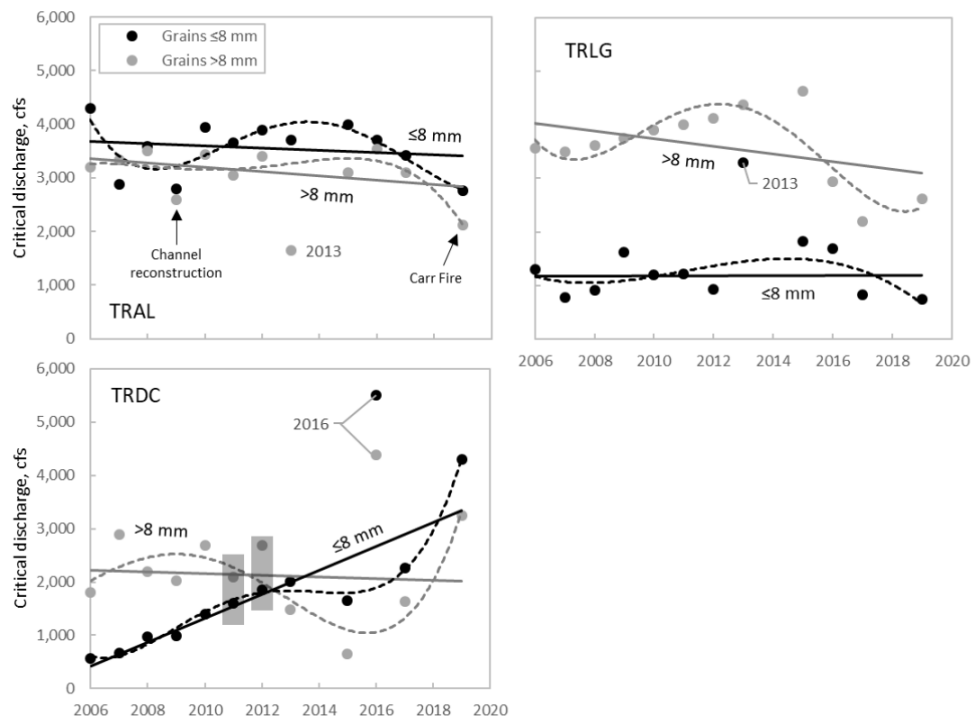 6,000
5,000
4,000
3,000
2,000
1,000
0
Critical discharge, cfs
Grains ≤8 mm
Grains >8 mm
≤8 mm
>8 mm
2013
Channel
reconstruction
Carr Fire
TRAL
TRLG
>8 mm
2013
≤8 mm
2006 2008 2010 2012 2014 2016 2018 2020
6,000
5,000
4,000
3,000
2,000
1,000
0
Critical discharge, cfs
TRDC
2016
>8 mm
≤8 mm
2006 2008 2010 2012 2014 2016 2018 2020